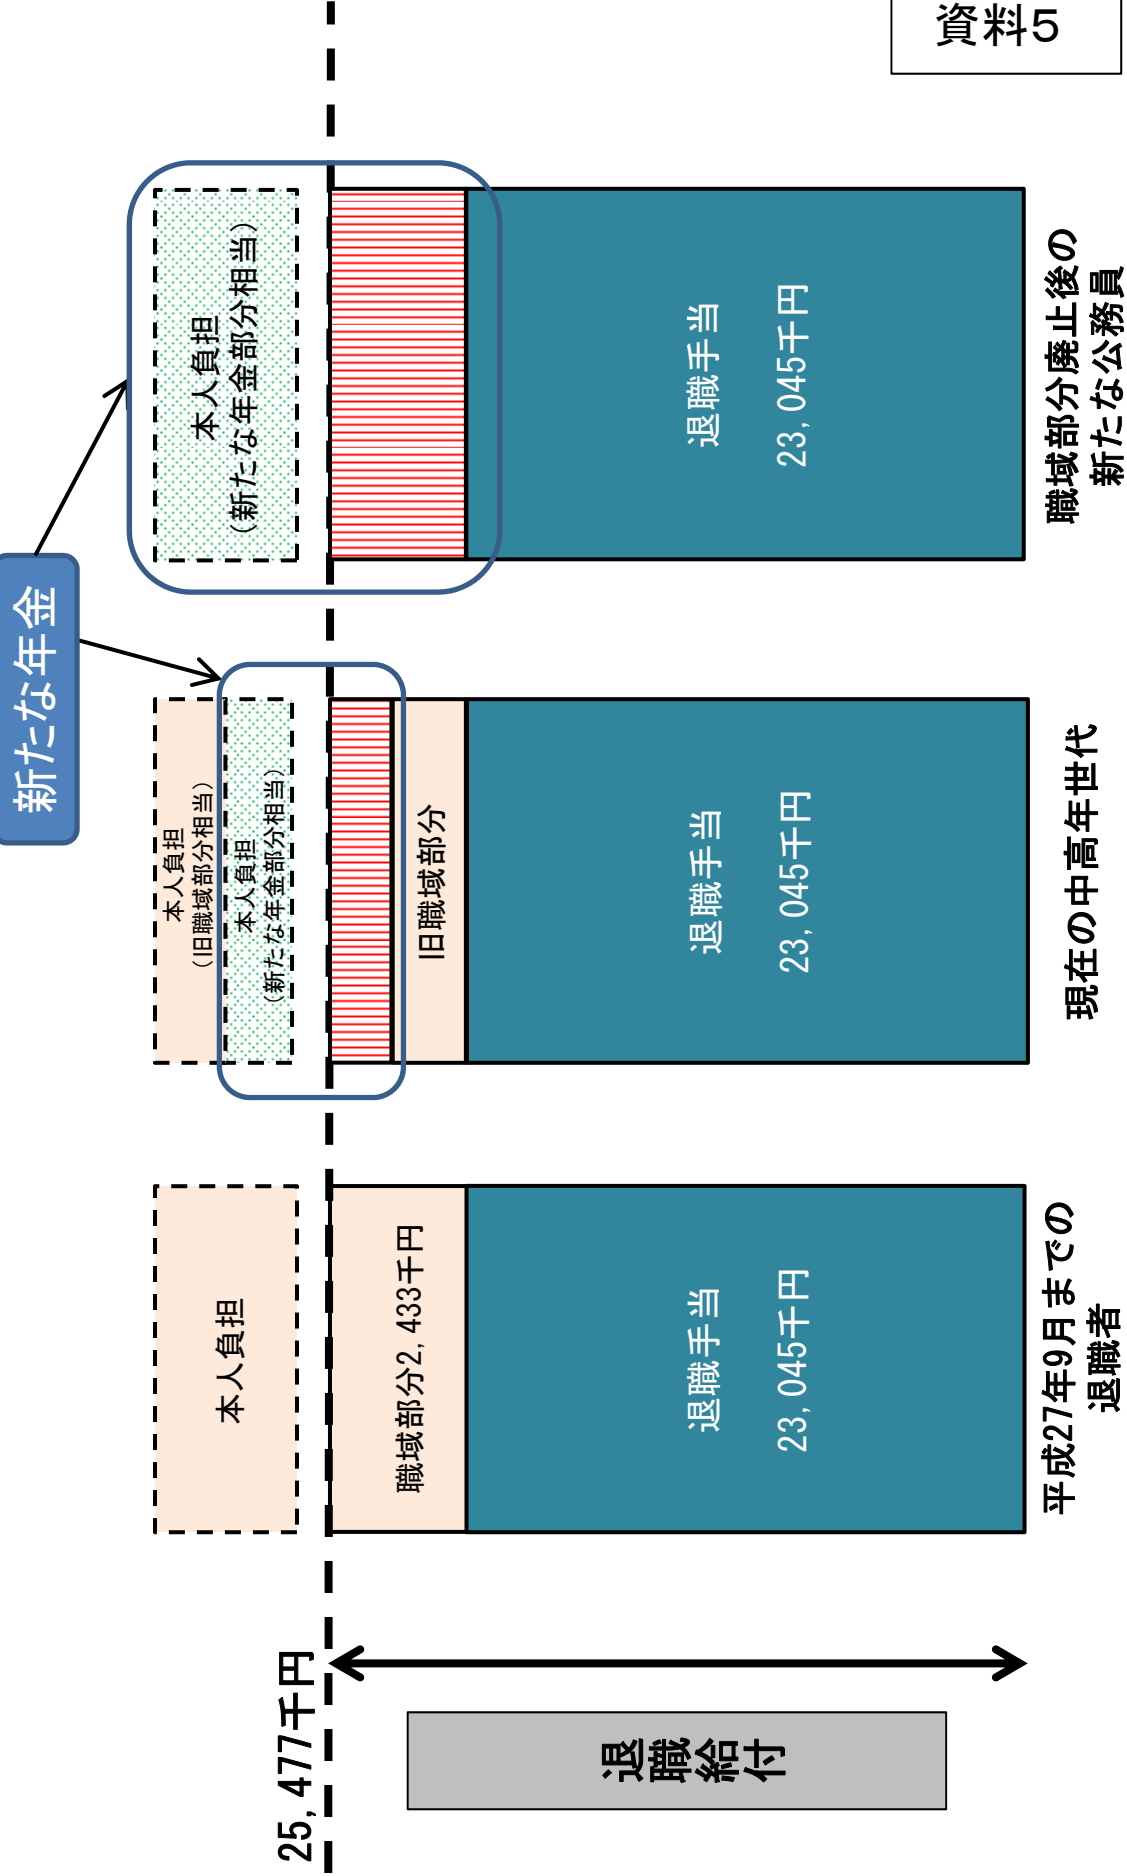 資料5
新たな年金
25,477千円
退職給付
本人負担
職域部分2,433千円
退職手当
23,045千円
平成27年9月までの
退職者
本人負担
(旧職域部分相当)
本人負担
(新たな年金部分相当)
旧職域部分
退職手当
23,045千円
現在の中高年世代
本人負担
(新たな年金部分相当)
退職手当
23,045千円
職域部分廃止後の
新たな公務員